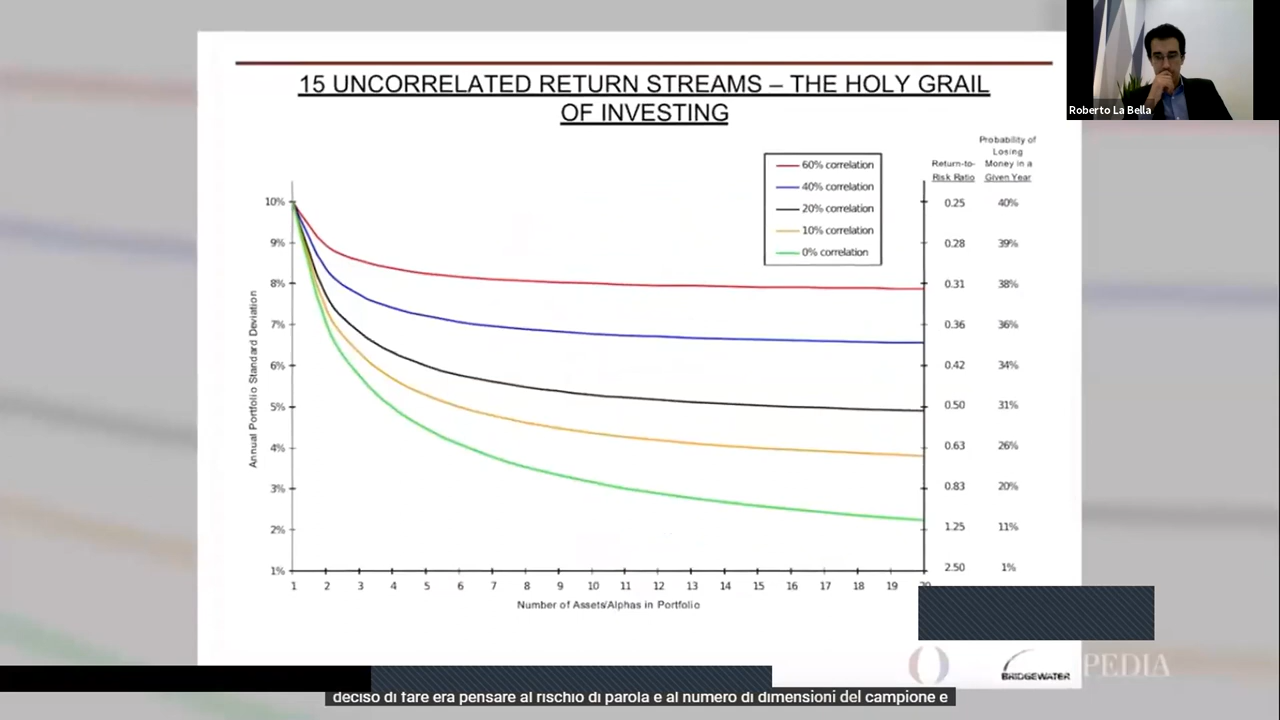 15 UNCORRELATED RETURN STREAMS – THE HOLY GRAIL
OF INVESTING
Roberto La Bella
60% correlation
40% correlation
20% correlation
10% correlation
0% correlation
Return-to-
Risk Ratio
Probability of
Losing
Money in a
Given Year
Annual Portfolio Standard Deviation
10%
9%
8%
7%
6%
5%
4%
3%
2%
1%
0.25 40%
0.28 39%
0.31 38%
0.36 36%
0.42 34%
0.50 31%
0.63 26%
0.83 20%
1.25 11%
2.50 1%
1 2 3 4 5 6 7 8 9 10 11 12 13 14 15 16 17 18 19 20
Number of Assets/Alphas in Portfolio
BRIDGEWATER
PEDIA
deciso di fare era pensare al rischio di parola e al numero di dimensioni del campione e